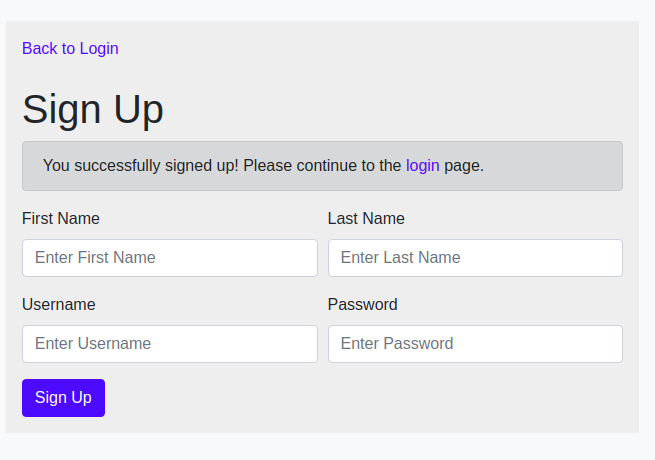 Back to Login
Sign Up
You successfully signed up! Please continue to the login page.
First Name Last Name
Enter First Name Enter Last Name
Username Password
Enter Username Enter Password
Sign Up